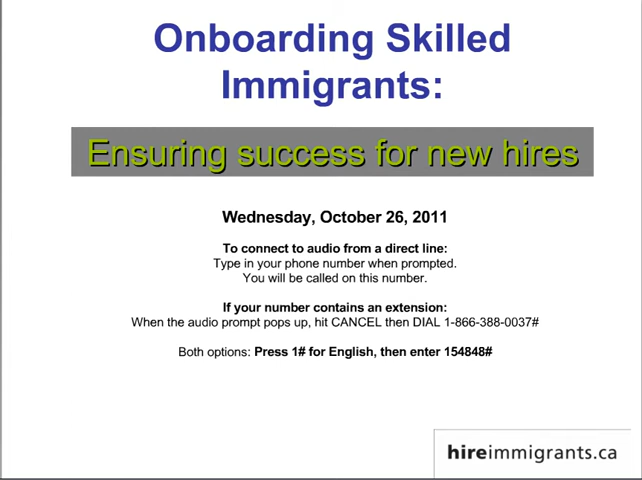 Onboarding Skilled
Immigrants:
Ensuring success for new hires
Wednesday, October 26, 2011
To connect to audio from a direct line:
Type in your phone number when prompted.
You will be called on this number.
If your number contains an extension:
When the audio prompt pops up, hit CANCEL then DIAL 1-866-388-0037#
Both options: Press 1# for English, then enter 154848#
hireimmigrants.ca